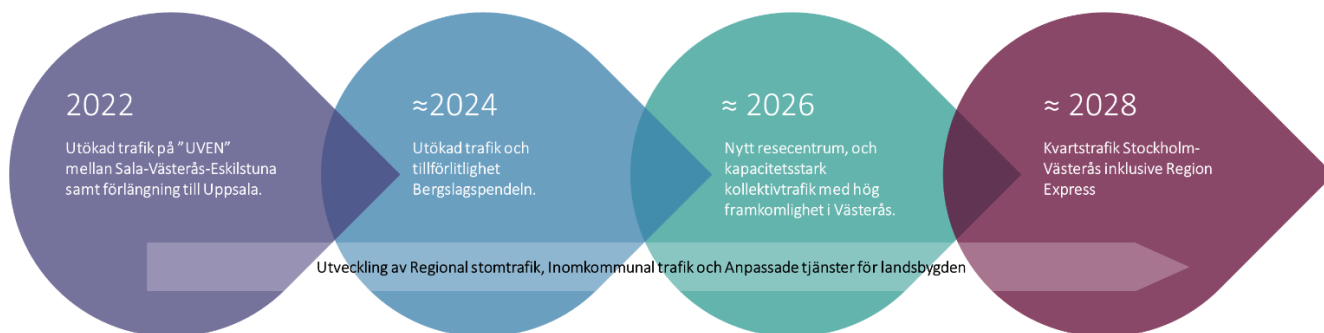 2022
Utökad trafik på ”UVEN”
mellan Sala-Västerås-Eskilstuna
samt förlängning till Uppsala.
≈2024
Utökad trafik och
tillförlitlighet
Bergslagspendeln.
≈ 2026
Nytt resecentrum, och
kapacitetsstark
kollektivtrafik med hög
framkomlighet i Västerås.
≈ 2028
Kvartstrafik Stockholm-
Västerås inklusive Region
Express
Utveckling av Regional stomtrafik, Inomkommunal trafik och Anpassade tjänster för landsbygden